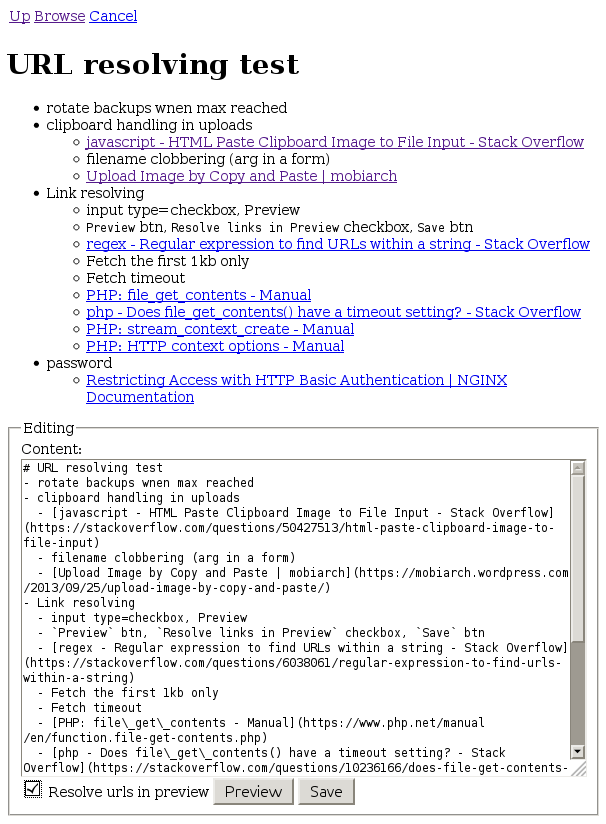 Up Browse Cancel
URL resolving test
• rotate backups wnen max reached
• clipboard handling in uploads
◦ javascript - HTML Paste Clipboard Image to File Input - Stack Overflow
◦ filename clobbering (arg in a form)
◦ Upload Image by Copy and Paste | mobiarch
• Link resolving
◦ input type=checkbox, Preview
◦ Preview btn, Resolve links in Preview checkbox, Save btn
◦ regex - Regular expression to find URLs within a string - Stack Overflow
◦ Fetch the first 1kb only
◦ Fetch timeout
◦ PHP: file_get_contents - Manual
◦ php - Does file_get_contents() have a timeout setting? - Stack Overflow
◦ PHP: stream_context_create - Manual
◦ PHP: HTTP context options - Manual
• password
◦ Restricting Access with HTTP Basic Authentication | NGINX
Documentation
Editing
Content:
# URL resolving test
- rotate backups wnen max reached
- clipboard handling in uploads
  - [javascript - HTML Paste Clipboard Image to File Input - Stack Overflow]
(https://stackoverflow.com/questions/50427513/html-paste-clipboard-image-to-
file-input)
  - filename clobbering (arg in a form)
  - [Upload Image by Copy and Paste | mobiarch](https://mobiarch.wordpress.com
/2013/09/25/upload-image-by-copy-and-paste/)
- Link resolving
  - input type=checkbox, Preview
  - `Preview` btn, `Resolve links in Preview` checkbox, `Save` btn
  - [regex - Regular expression to find URLs within a string - Stack Overflow]
(https://stackoverflow.com/questions/6038061/regular-expression-to-find-urls-
within-a-string)
  - Fetch the first 1kb only
  - Fetch timeout
  - [PHP: file\_get\_contents - Manual](https://www.php.net/manual
/en/function.file-get-contents.php)
  - [php - Does file\_get\_contents() have a timeout setting? - Stack
Overflow](https://stackoverflow.com/questions/10236166/does-file-get-contents-
Resolve urls in preview Preview Save